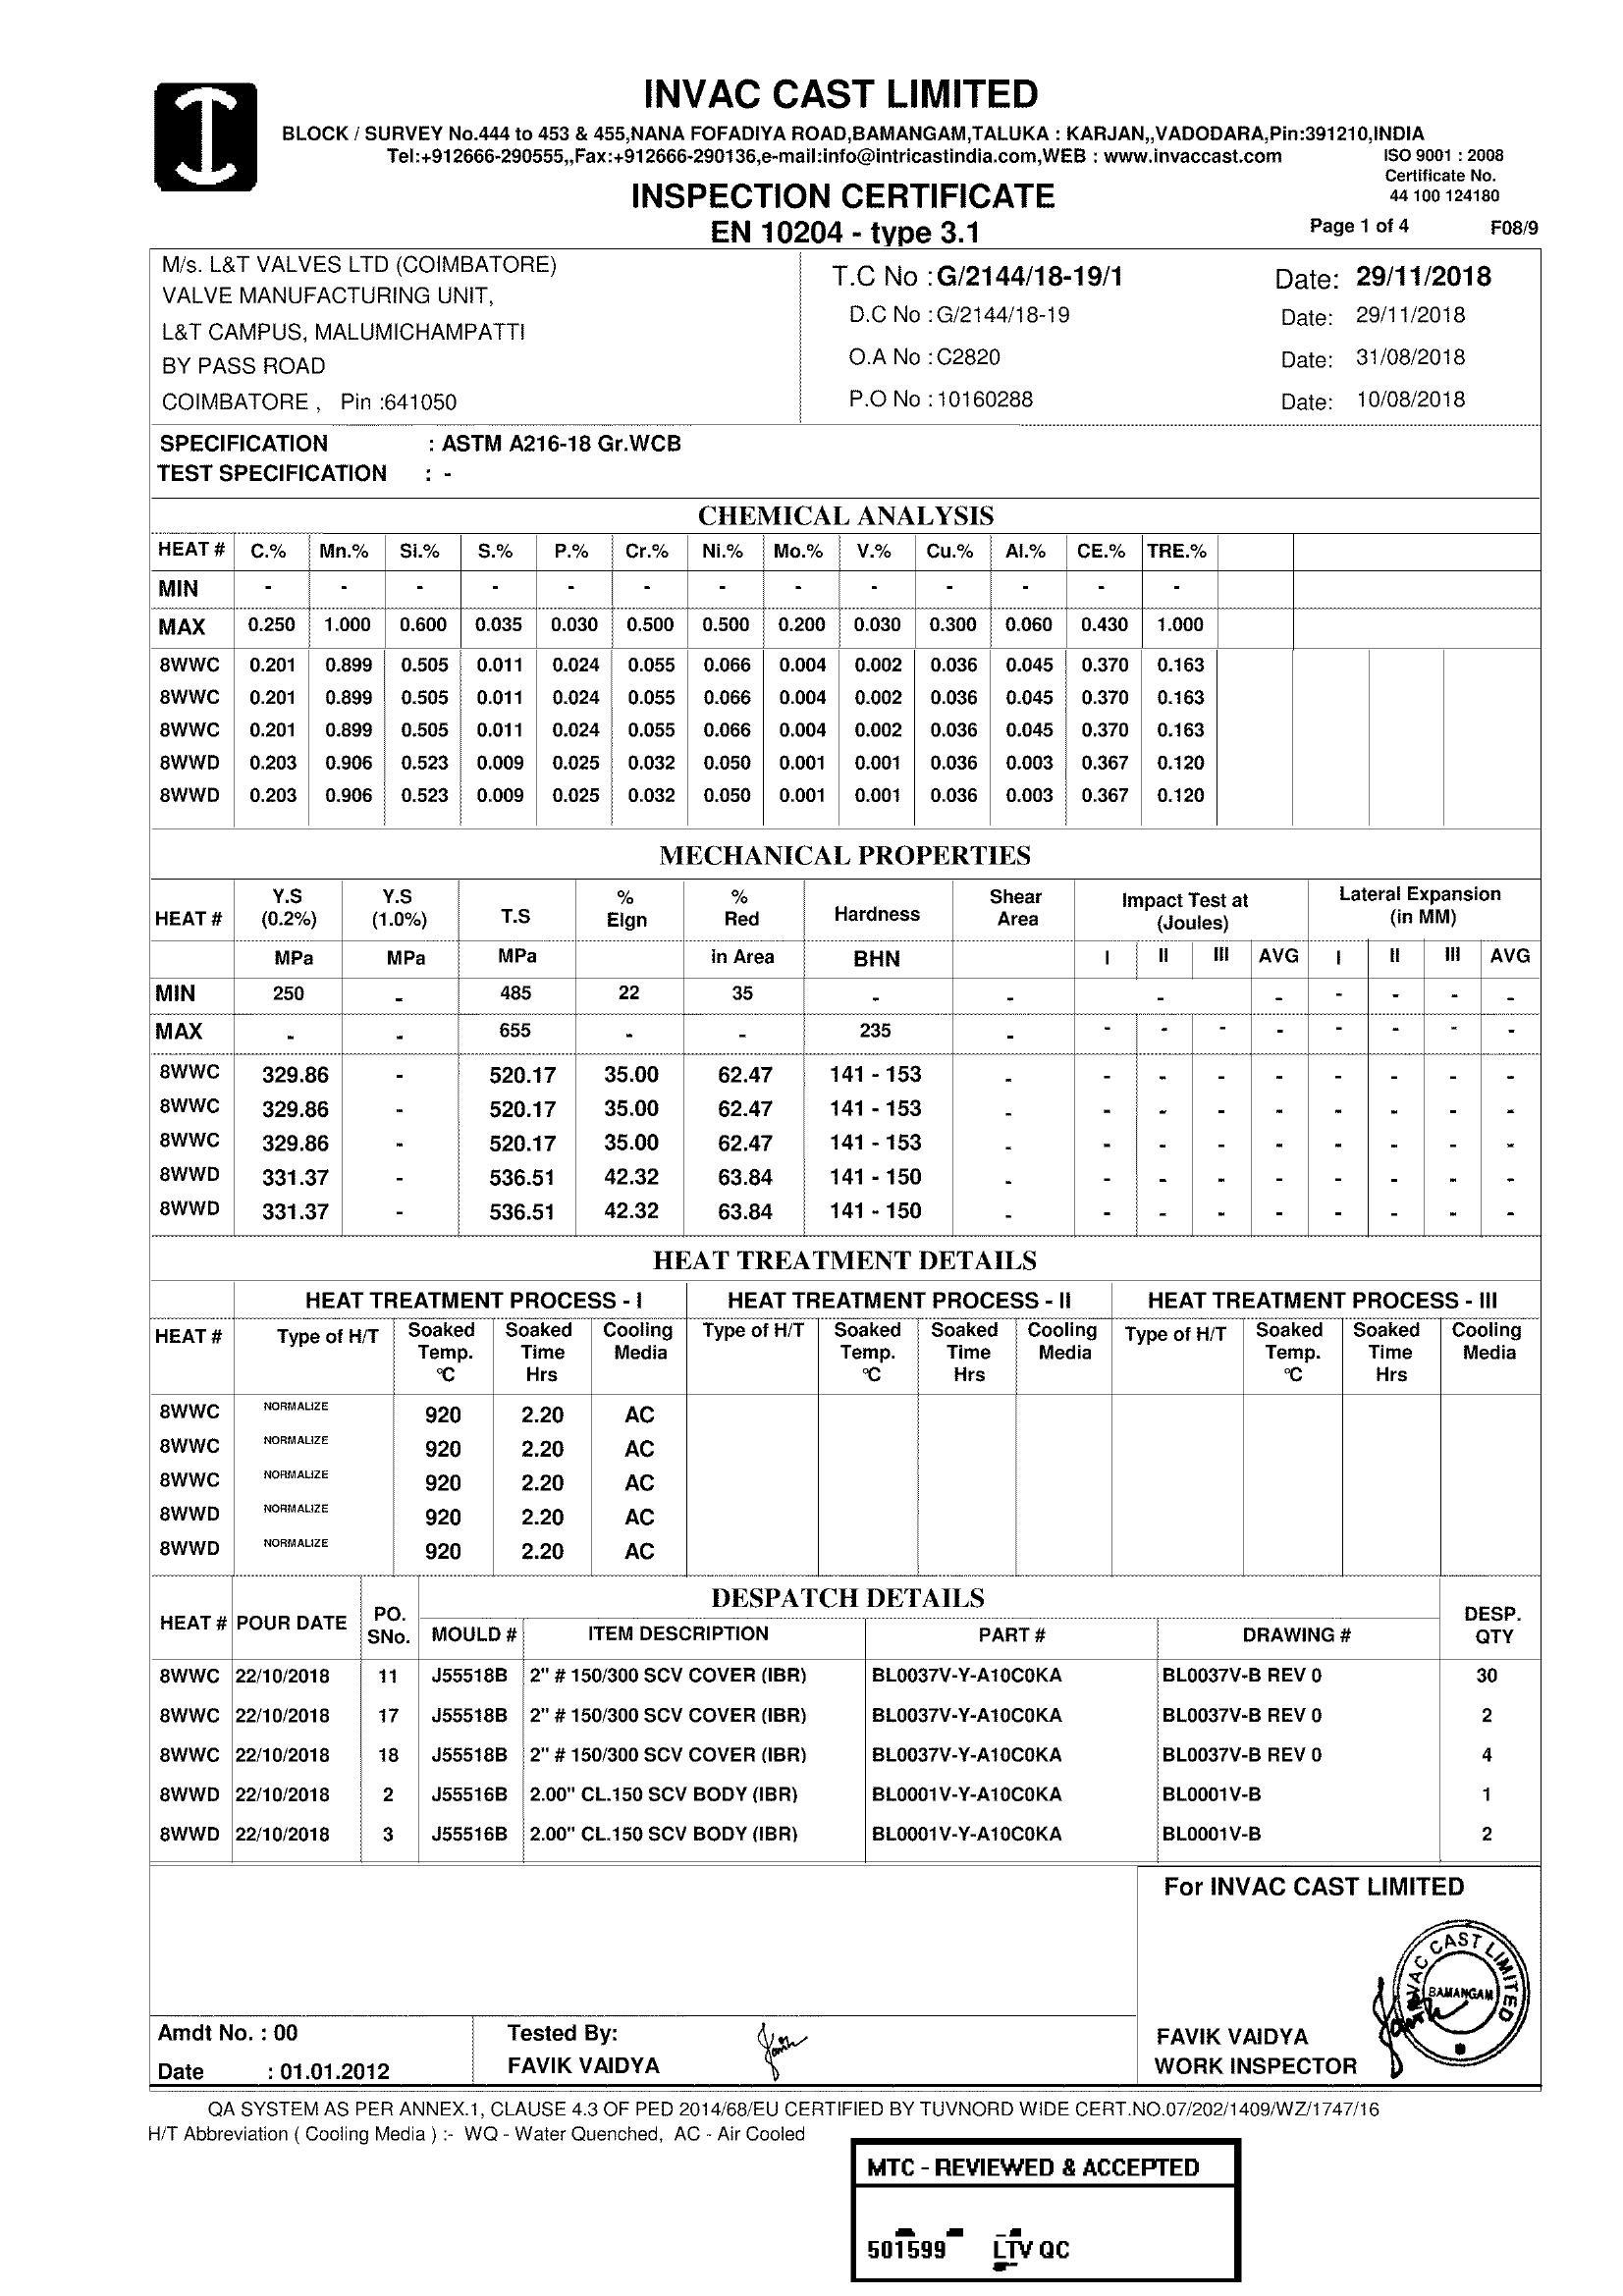 INVAC CAST LIMITED
BLOCK / SURVEY No.444 to 453 & 455,NANA FOFADIYA ROAD,BAMANGAM,TALUKA : KARJAN,,VADODARA,Pin:391210,INDIA
Tel:+912666-290555,,Fax:+912666-290136,e-mail:info@intricastindia.com,WEB : www.invaccast.com
ISO 9001 : 2008
Certificate No.
44 100 124180
INSPECTION CERTIFICATE
EN 10204 - type 3.1
Page 1 of 4 F08/9
M/s. L&T VALVES LTD (COIMBATORE)
VALVE MANUFACTURING UNIT,
L&T CAMPUS, MALUMICHAMPATTI
BY PASS ROAD
COIMBATORE , Pin :641050
T.C No :G/2144/18-19/1 Date: 29/11/2018
D.C No :G/2144/18-19 Date: 29/11/2018
O.A No :C2820 Date: 31/08/2018
P.O No :10160288 Date: 10/08/2018
SPECIFICATION : ASTM A216-18 Gr.WCB
TEST SPECIFICATION : -
CHEMICAL ANALYSIS
HEAT # C.% Mn.% Si.% S.% P.% Cr.% Ni.% Mo.% V.% Cu.% Al.% CE.% TRE.%
MIN - - - - - - - - - - - - -
MAX 0.250 1.000 0.600 0.035 0.030 0.500 0.500 0.200 0.030 0.300 0.060 0.430 1.000
8WWC 0.201 0.899 0.505 0.011 0.024 0.055 0.066 0.004 0.002 0.036 0.045 0.370 0.163
8WWC 0.201 0.899 0.505 0.011 0.024 0.055 0.066 0.004 0.002 0.036 0.045 0.370 0.163
8WWC 0.201 0.899 0.505 0.011 0.024 0.055 0.066 0.004 0.002 0.036 0.045 0.370 0.163
8WWD 0.203 0.906 0.523 0.009 0.025 0.032 0.050 0.001 0.001 0.036 0.003 0.367 0.120
8WWD 0.203 0.906 0.523 0.009 0.025 0.032 0.050 0.001 0.001 0.036 0.003 0.367 0.120
MECHANICAL PROPERTIES
HEAT # Y.S (0.2%) Y.S (1.0%) T.S % Elgn % Red Hardness Shear Area Impact Test at (Joules) Lateral Expansion (in MM)
MPa MPa MPa in Area BHN I II III AVG I II III AVG
MIN 250 - 485 22 35 - - - - - - - -
MAX - - 655 - - 235 - - - - - - - - -
8WWC 329.86 - 520.17 35.00 62.47 141 - 153 - - - - - - - - -
8WWC 329.86 - 520.17 35.00 62.47 141 - 153 - - - - - - - - -
8WWC 329.86 - 520.17 35.00 62.47 141 - 153 - - - - - - - - -
8WWD 331.37 - 536.51 42.32 63.84 141 - 150 - - - - - - - - -
8WWD 331.37 - 536.51 42.32 63.84 141 - 150 - - - - - - - - -
HEAT TREATMENT DETAILS
HEAT TREATMENT PROCESS - I HEAT TREATMENT PROCESS - II HEAT TREATMENT PROCESS - III
HEAT # Type of H/T Soaked Temp. °C Soaked Time Hrs Cooling Media Type of H/T Soaked Temp. °C Soaked Time Hrs Cooling Media Type of H/T Soaked Temp. °C Soaked Time Hrs Cooling Media
8WWC NORMALIZE 920 2.20 AC
8WWC NORMALIZE 920 2.20 AC
8WWC NORMALIZE 920 2.20 AC
8WWD NORMALIZE 920 2.20 AC
8WWD NORMALIZE 920 2.20 AC
DESPATCH DETAILS
HEAT # POUR DATE PO. SNo. MOULD # ITEM DESCRIPTION PART # DRAWING # DESP. QTY
8WWC 22/10/2018 11 J55518B 2" # 150/300 SCV COVER (IBR) BL0037V-Y-A10C0KA BL0037V-B REV 0 30
8WWC 22/10/2018 17 J55518B 2" # 150/300 SCV COVER (IBR) BL0037V-Y-A10C0KA BL0037V-B REV 0 2
8WWC 22/10/2018 18 J55518B 2" # 150/300 SCV COVER (IBR) BL0037V-Y-A10C0KA BL0037V-B REV 0 4
8WWD 22/10/2018 2 J55516B 2.00" CL.150 SCV BODY (IBR) BL0001V-Y-A10C0KA BL0001V-B 1
8WWD 22/10/2018 3 J55516B 2.00" CL.150 SCV BODY (IBR) BL0001V-Y-A10C0KA BL0001V-B 2
For INVAC CAST LIMITED
INVAC CAST LIMITED
BAMANGAM
Amdt No. : 00
Date : 01.01.2012
Tested By:
FAVIK VAIDYA
FAVIK VAIDYA
WORK INSPECTOR
QA SYSTEM AS PER ANNEX.1, CLAUSE 4.3 OF PED 2014/68/EU CERTIFIED BY TUVNORD WIDE CERT.NO.07/202/1409/WZ/1747/16
H/T Abbreviation ( Cooling Media ) :- WQ - Water Quenched, AC - Air Cooled
MTC - REVIEWED & ACCEPTED
501599 LTV QC